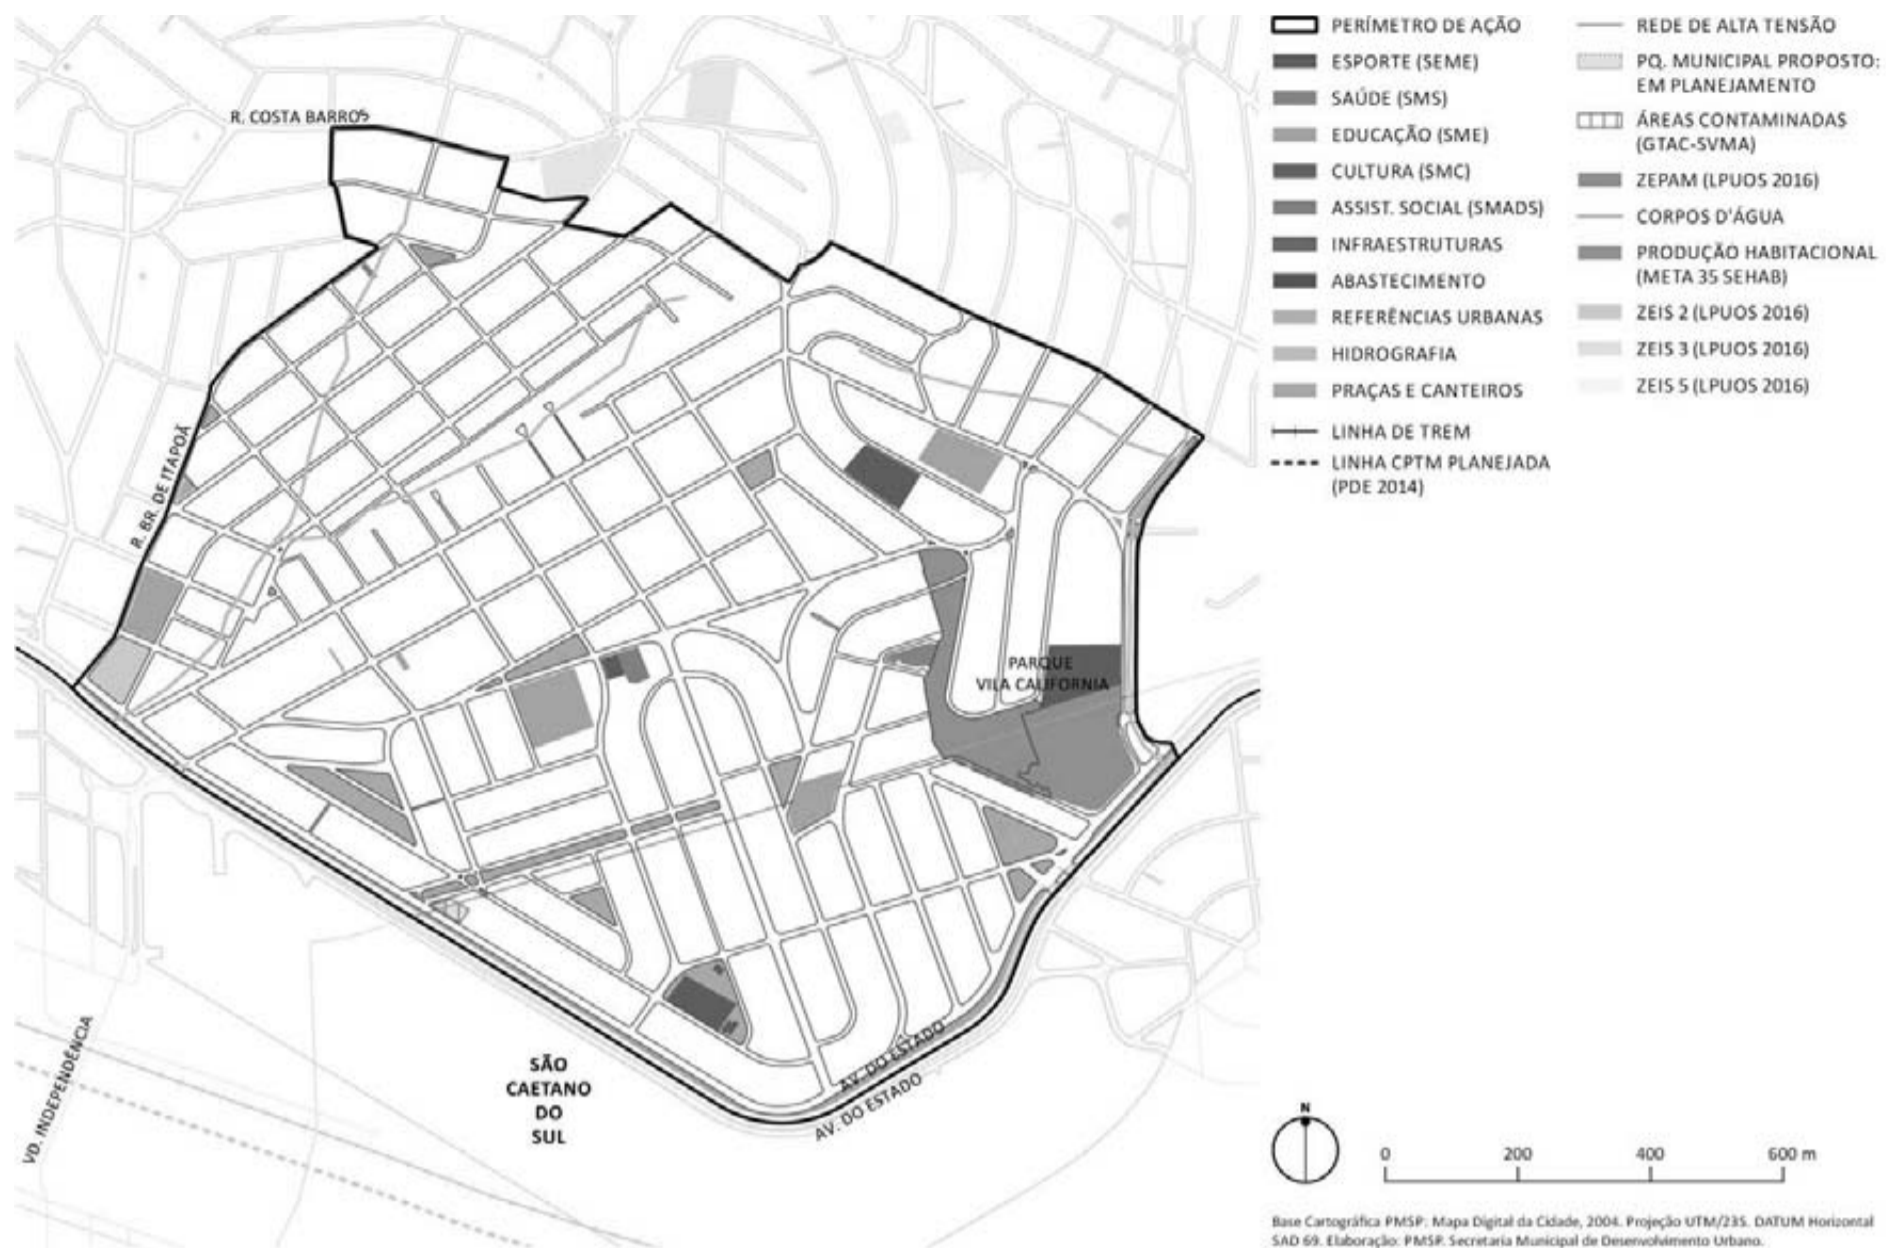 R. COSTA BARROS
R. BR. DE ITAPOÃ
PARQUE
VILA CALIFORNIA
SÃO
CAETANO
DO
SUL
VD. INDEPENDÊNCIA
AV. DO ESTADO
AV. DO ESTADO
PERÍMETRO DE AÇÃO
ESPORTE (SEME)
SAÚDE (SMS)
EDUCAÇÃO (SME)
CULTURA (SMC)
ASSIST. SOCIAL (SMADS)
INFRAESTRUTURAS
ABASTECIMENTO
REFERÊNCIAS URBANAS
HIDROGRAFIA
PRAÇAS E CANTEIROS
LINHA DE TREM
LINHA CPTM PLANEJADA
(PDE 2014)
REDE DE ALTA TENSÃO
PQ. MUNICIPAL PROPOSTO:
EM PLANEJAMENTO
ÁREAS CONTAMINADAS
(GTAC-SVMA)
ZEPAM (LPUOS 2016)
CORPOS D'ÁGUA
PRODUÇÃO HABITACIONAL
(META 35 SEHAB)
ZEIS 2 (LPUOS 2016)
ZEIS 3 (LPUOS 2016)
ZEIS 5 (LPUOS 2016)
N
0 200 400 600 m
Base Cartográfica PMSP: Mapa Digital da Cidade, 2004. Projeção UTM/23S. DATUM Horizontal
SAD 69. Elaboração: PMSP. Secretaria Municipal de Desenvolvimento Urbano.